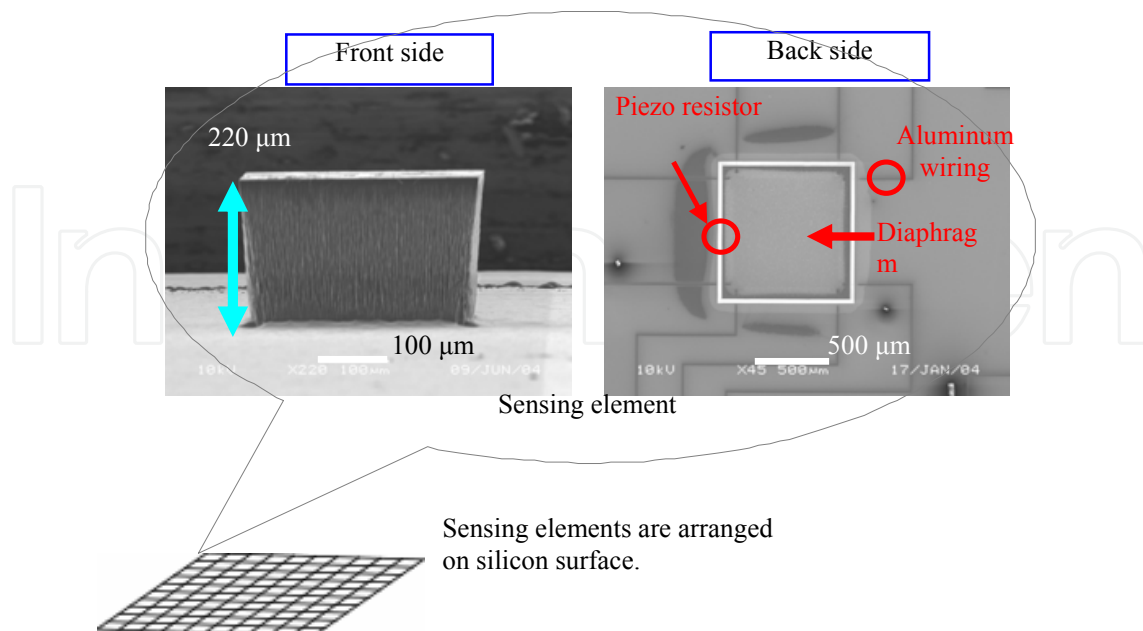 Front side
Back side
220 μm
100 μm
10kV X220 100μm 09/JUN/04
Piezo resistor
Aluminum
wiring
Diaphrag
m
500 μm
10kV X45 500μm 17/JAN/04
Sensing element
Sensing elements are arranged
on silicon surface.